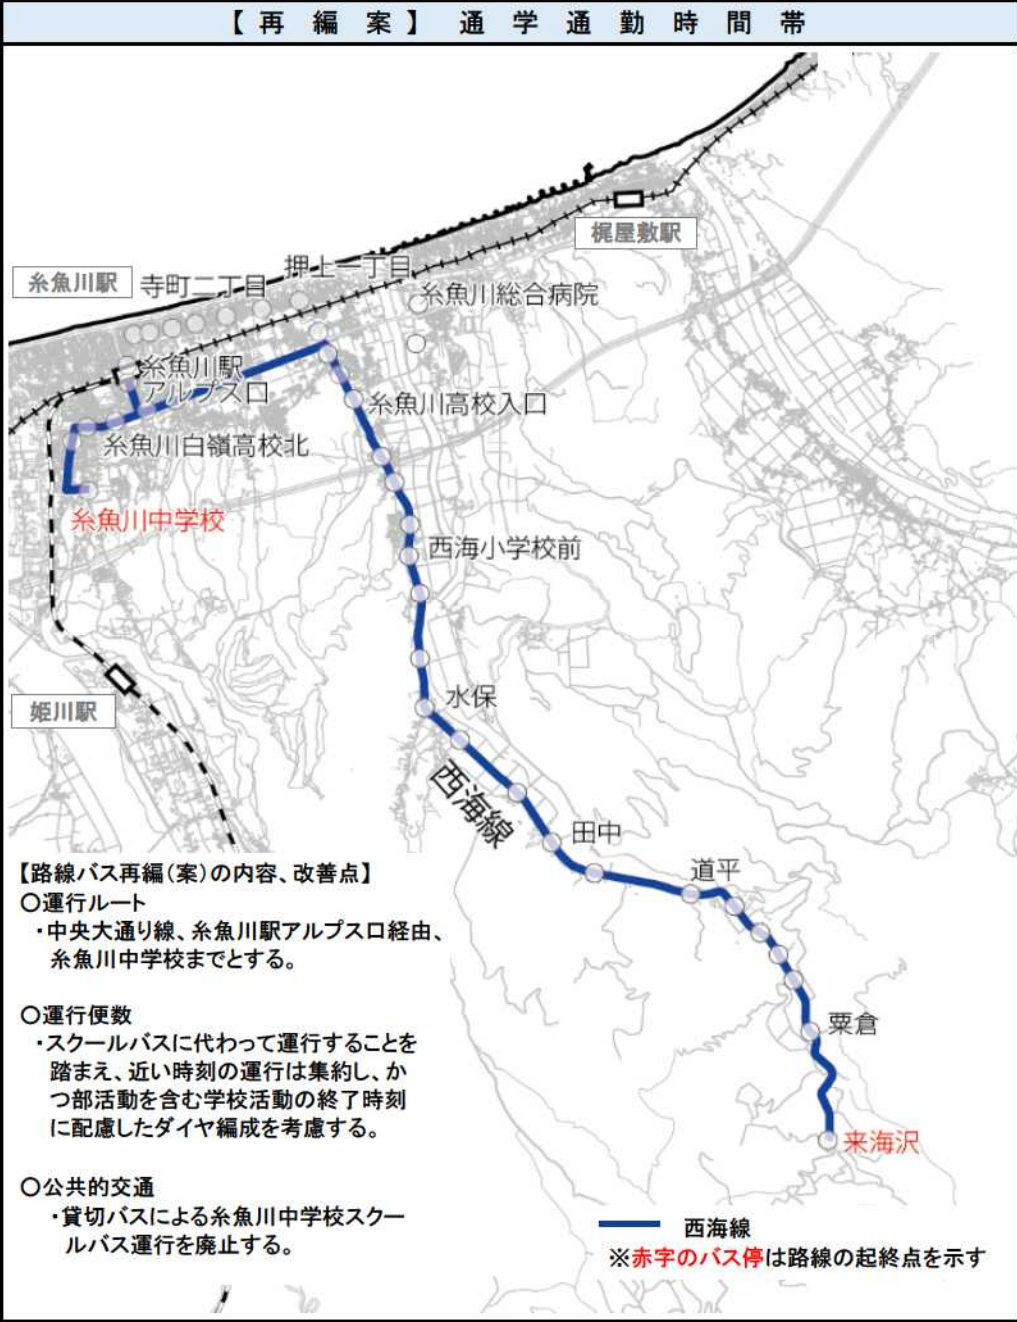 【再編案】 通学通勤時間帯
梶屋敷駅
糸魚川駅
寺町二丁目
押上一丁目
糸魚川総合病院
糸魚川駅
アルプス口
糸魚川高校入口
糸魚川白嶺高校北
糸魚川中学校
西海小学校前
姫川駅
水保
西海線
田中
道平
粟倉
来海沢
【路線バス再編(案)の内容、改善点】
○運行ルート
・中央大通り線、糸魚川駅アルプス口経由、
糸魚川中学校までとする。
○運行便数
・スクールバスに代わって運行することを
踏まえ、近い時刻の運行は集約し、か
つ部活動を含む学校活動の終了時刻
に配慮したダイヤ編成を考慮する。
○公共的交通
・貸切バスによる糸魚川中学校スクー
ルバス運行を廃止する。
西海線
※赤字のバス停は路線の起終点を示す